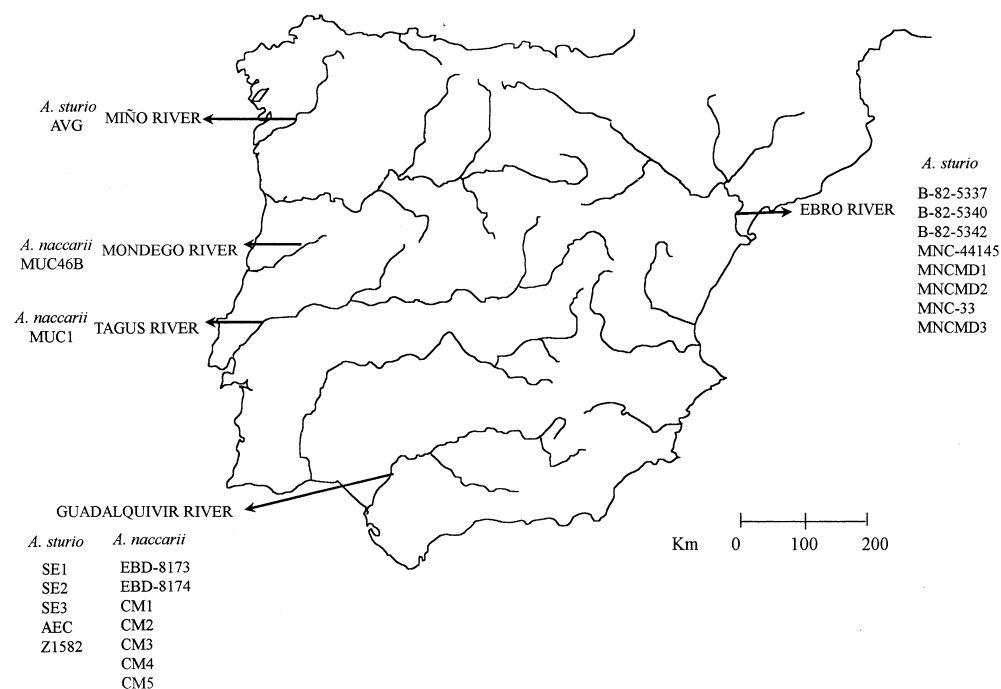 A. sturio
AVG
MIÑO RIVER
A. naccarii
MUC46B
MONDEGO RIVER
A. naccarii
MUC1
TAGUS RIVER
A. sturio
B-82-5337
B-82-5340
B-82-5342
MNC-44145
MNCMD1
MNCMD2
MNC-33
MNCMD3
EBRO RIVER
GUADALQUIVIR RIVER
A. sturio
SE1
SE2
SE3
AEC
Z1582
A. naccarii
EBD-8173
EBD-8174
CM1
CM2
CM3
CM4
CM5
Km 0 100 200